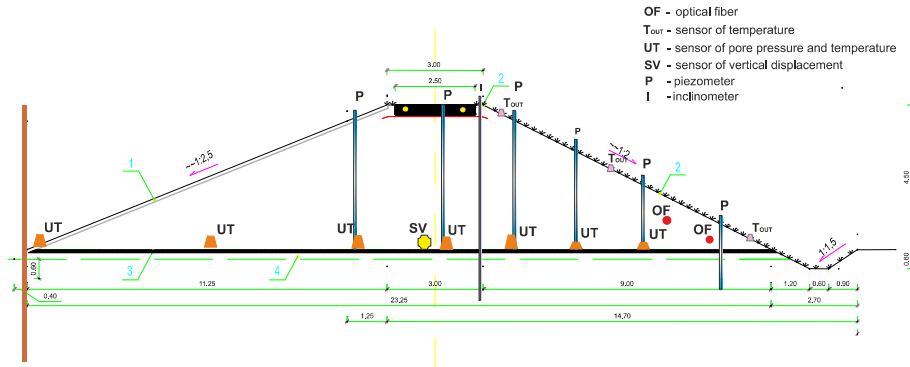 OF - optical fiber
TOUT - sensor of temperature
UT - sensor of pore pressure and temperature
SV - sensor of vertical displacement
P - piezometer
I - inclinometer
3.00
2.50
P
P
I
2
P
TOUT
P
~~1:2,5
1
~~1:2
TOUT
P
2
4,50
OF
P
UT
UT
UT
SV
UT
UT
UT
UT
OF
TOUT
1:1,5
0,60
3
4
0,80
11,25
3.00
9.00
1,20
0,60
0,90
0,40
23,25
2,70
1,25
14,70